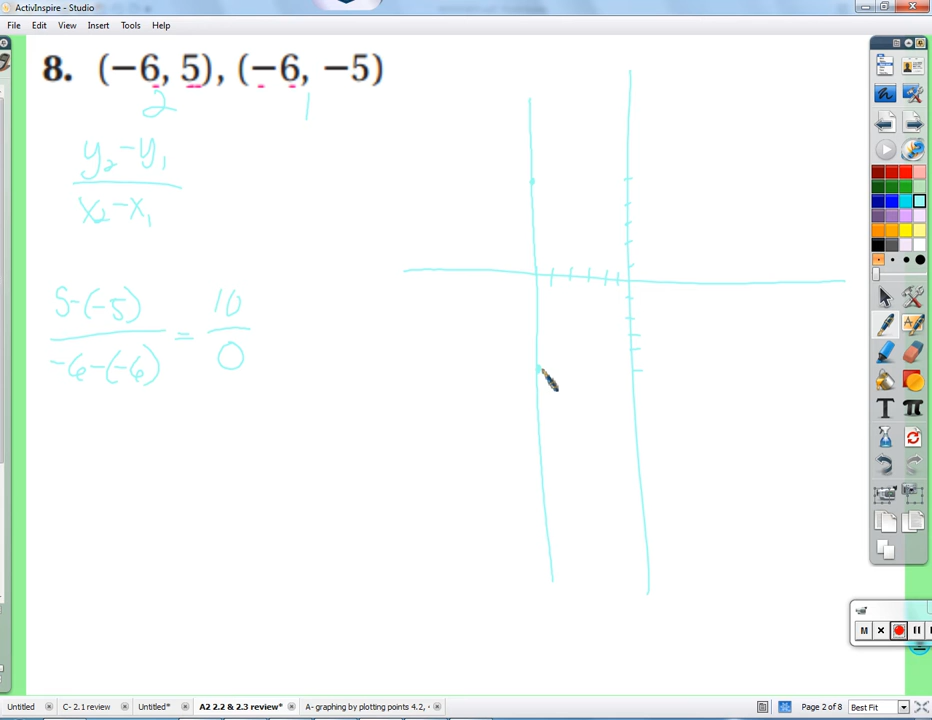 ActivInspire - Studio
File Edit View Insert Tools Help
8. (−6, 5), (−6, −5)
2 1
y₂-y₁
x₂-x₁
5-(-5)
-6-(-6)
=
10
0
T π
M
Untitled C- 2.1 review Untitled* A2 2.2 & 2.3 review* A- graphing by plotting points 4.2, Page 2 of 8 Best Fit